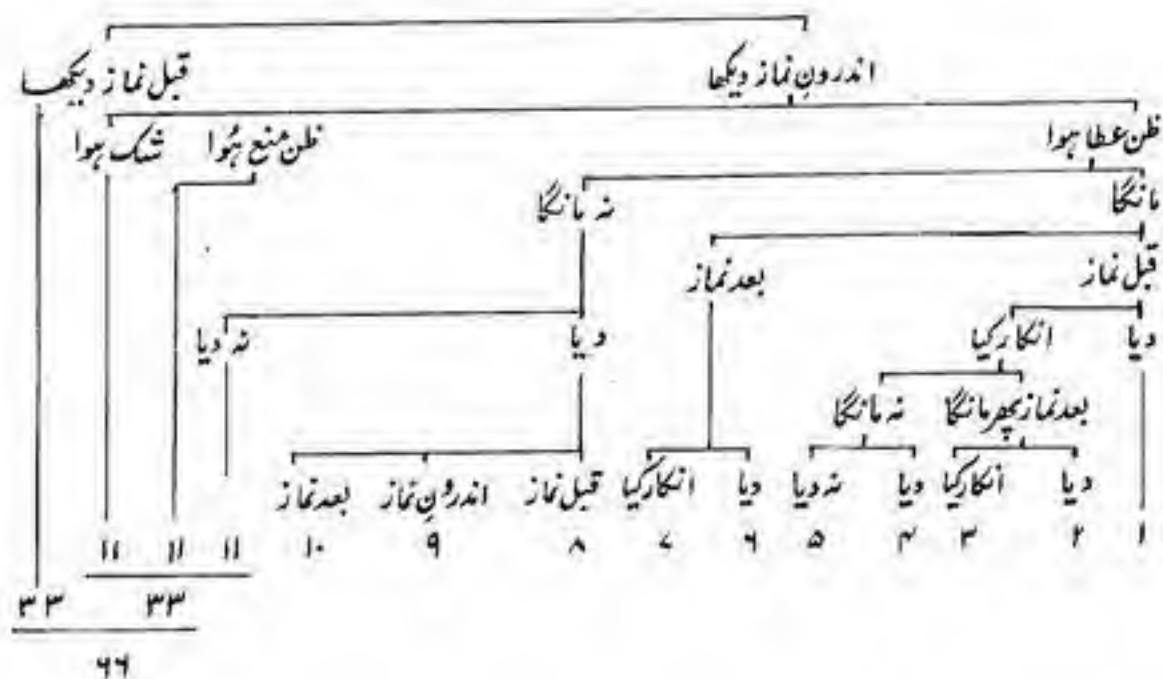 اندرونِ نماز دیکھا قبل نماز دیکھا
ظن عطا ہوا ظن منع ہُوا شک ہوا
مانگا نہ مانگا
قبل نماز بعد نماز
دیا انکار کیا دیا نہ دیا
بعد نماز پھر مانگا نہ مانگا
دیا انکار کیا دیا نہ دیا دیا انکار کیا قبل نماز اندرونِ نماز بعد نماز
۱ ۲ ۳ ۴ ۵ ۶ ۷ ۸ ۹ ۱۰ ۱۱ ۱۱ ۱۱
۳۳ ۳۳
۶۶